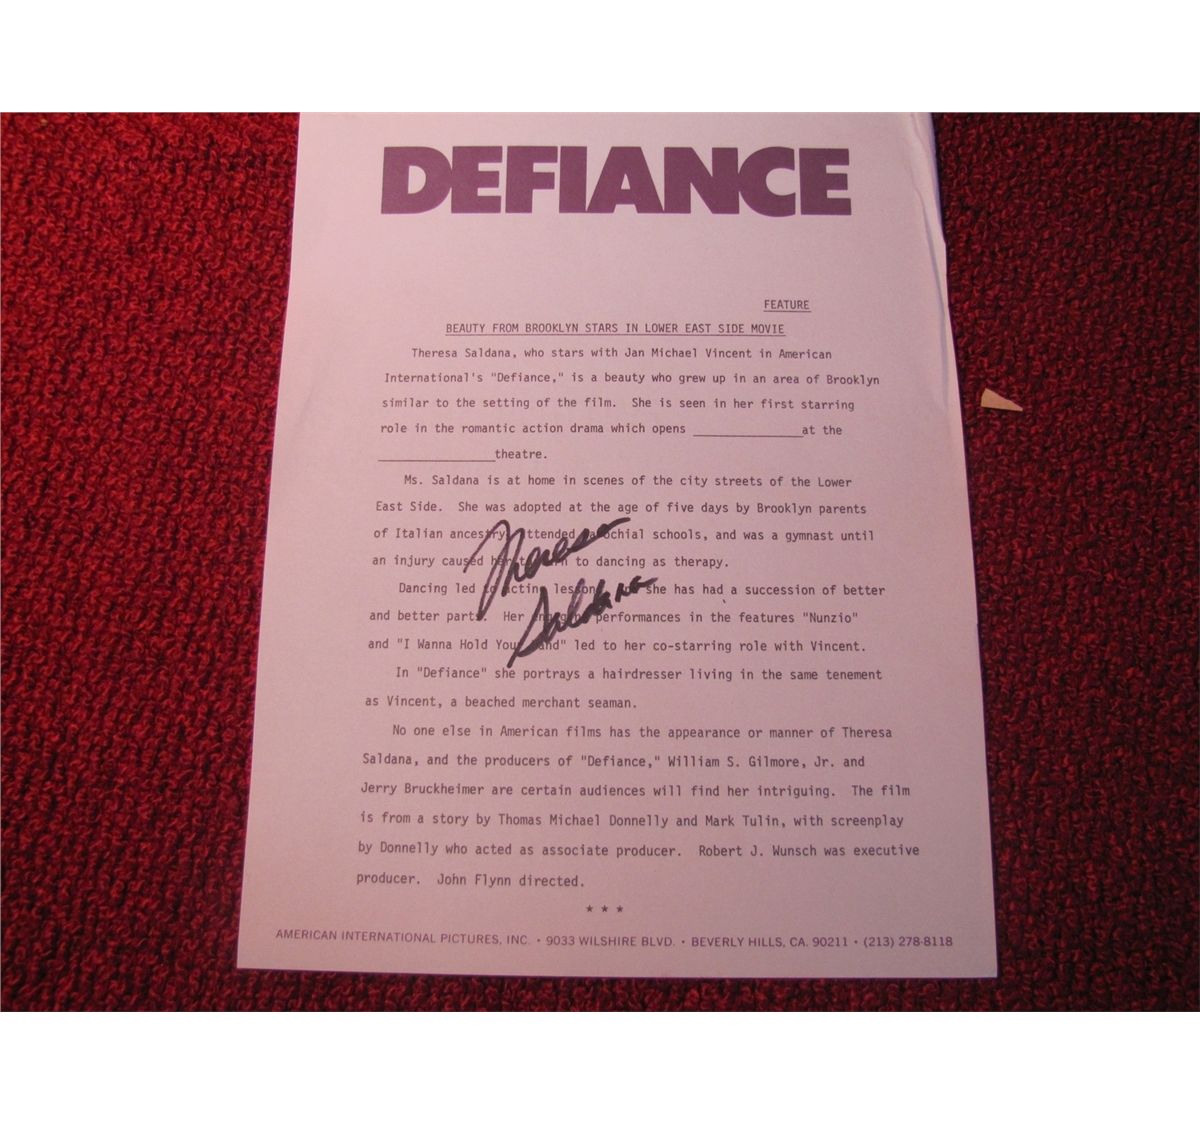 DEFIANCE
FEATURE
BEAUTY FROM BROOKLYN STARS IN LOWER EAST SIDE MOVIE
Theresa Saldana, who stars with Jan Michael Vincent in American
International's "Defiance," is a beauty who grew up in an area of Brooklyn
similar to the setting of the film. She is seen in her first starring
role in the romantic action drama which opens ________________at the
_________________theatre.
Ms. Saldana is at home in scenes of the city streets of the Lower
East Side. She was adopted at the age of five days by Brooklyn parents
of Italian ancestry, attended parochial schools, and was a gymnast until
an injury caused her to turn to dancing as therapy.
Theresa
Saldana
Dancing led to acting lessons and she has had a succession of better
and better parts. Her engaging performances in the features "Nunzio"
and "I Wanna Hold Your Hand" led to her co-starring role with Vincent.
In "Defiance" she portrays a hairdresser living in the same tenement
as Vincent, a beached merchant seaman.
No one else in American films has the appearance or manner of Theresa
Saldana, and the producers of "Defiance," William S. Gilmore, Jr. and
Jerry Bruckheimer are certain audiences will find her intriguing. The film
is from a story by Thomas Michael Donnelly and Mark Tulin, with screenplay
by Donnelly who acted as associate producer. Robert J. Wunsch was executive
producer. John Flynn directed.
* * *
AMERICAN INTERNATIONAL PICTURES, INC. • 9033 WILSHIRE BLVD. • BEVERLY HILLS, CA. 90211 • (213) 278-8118